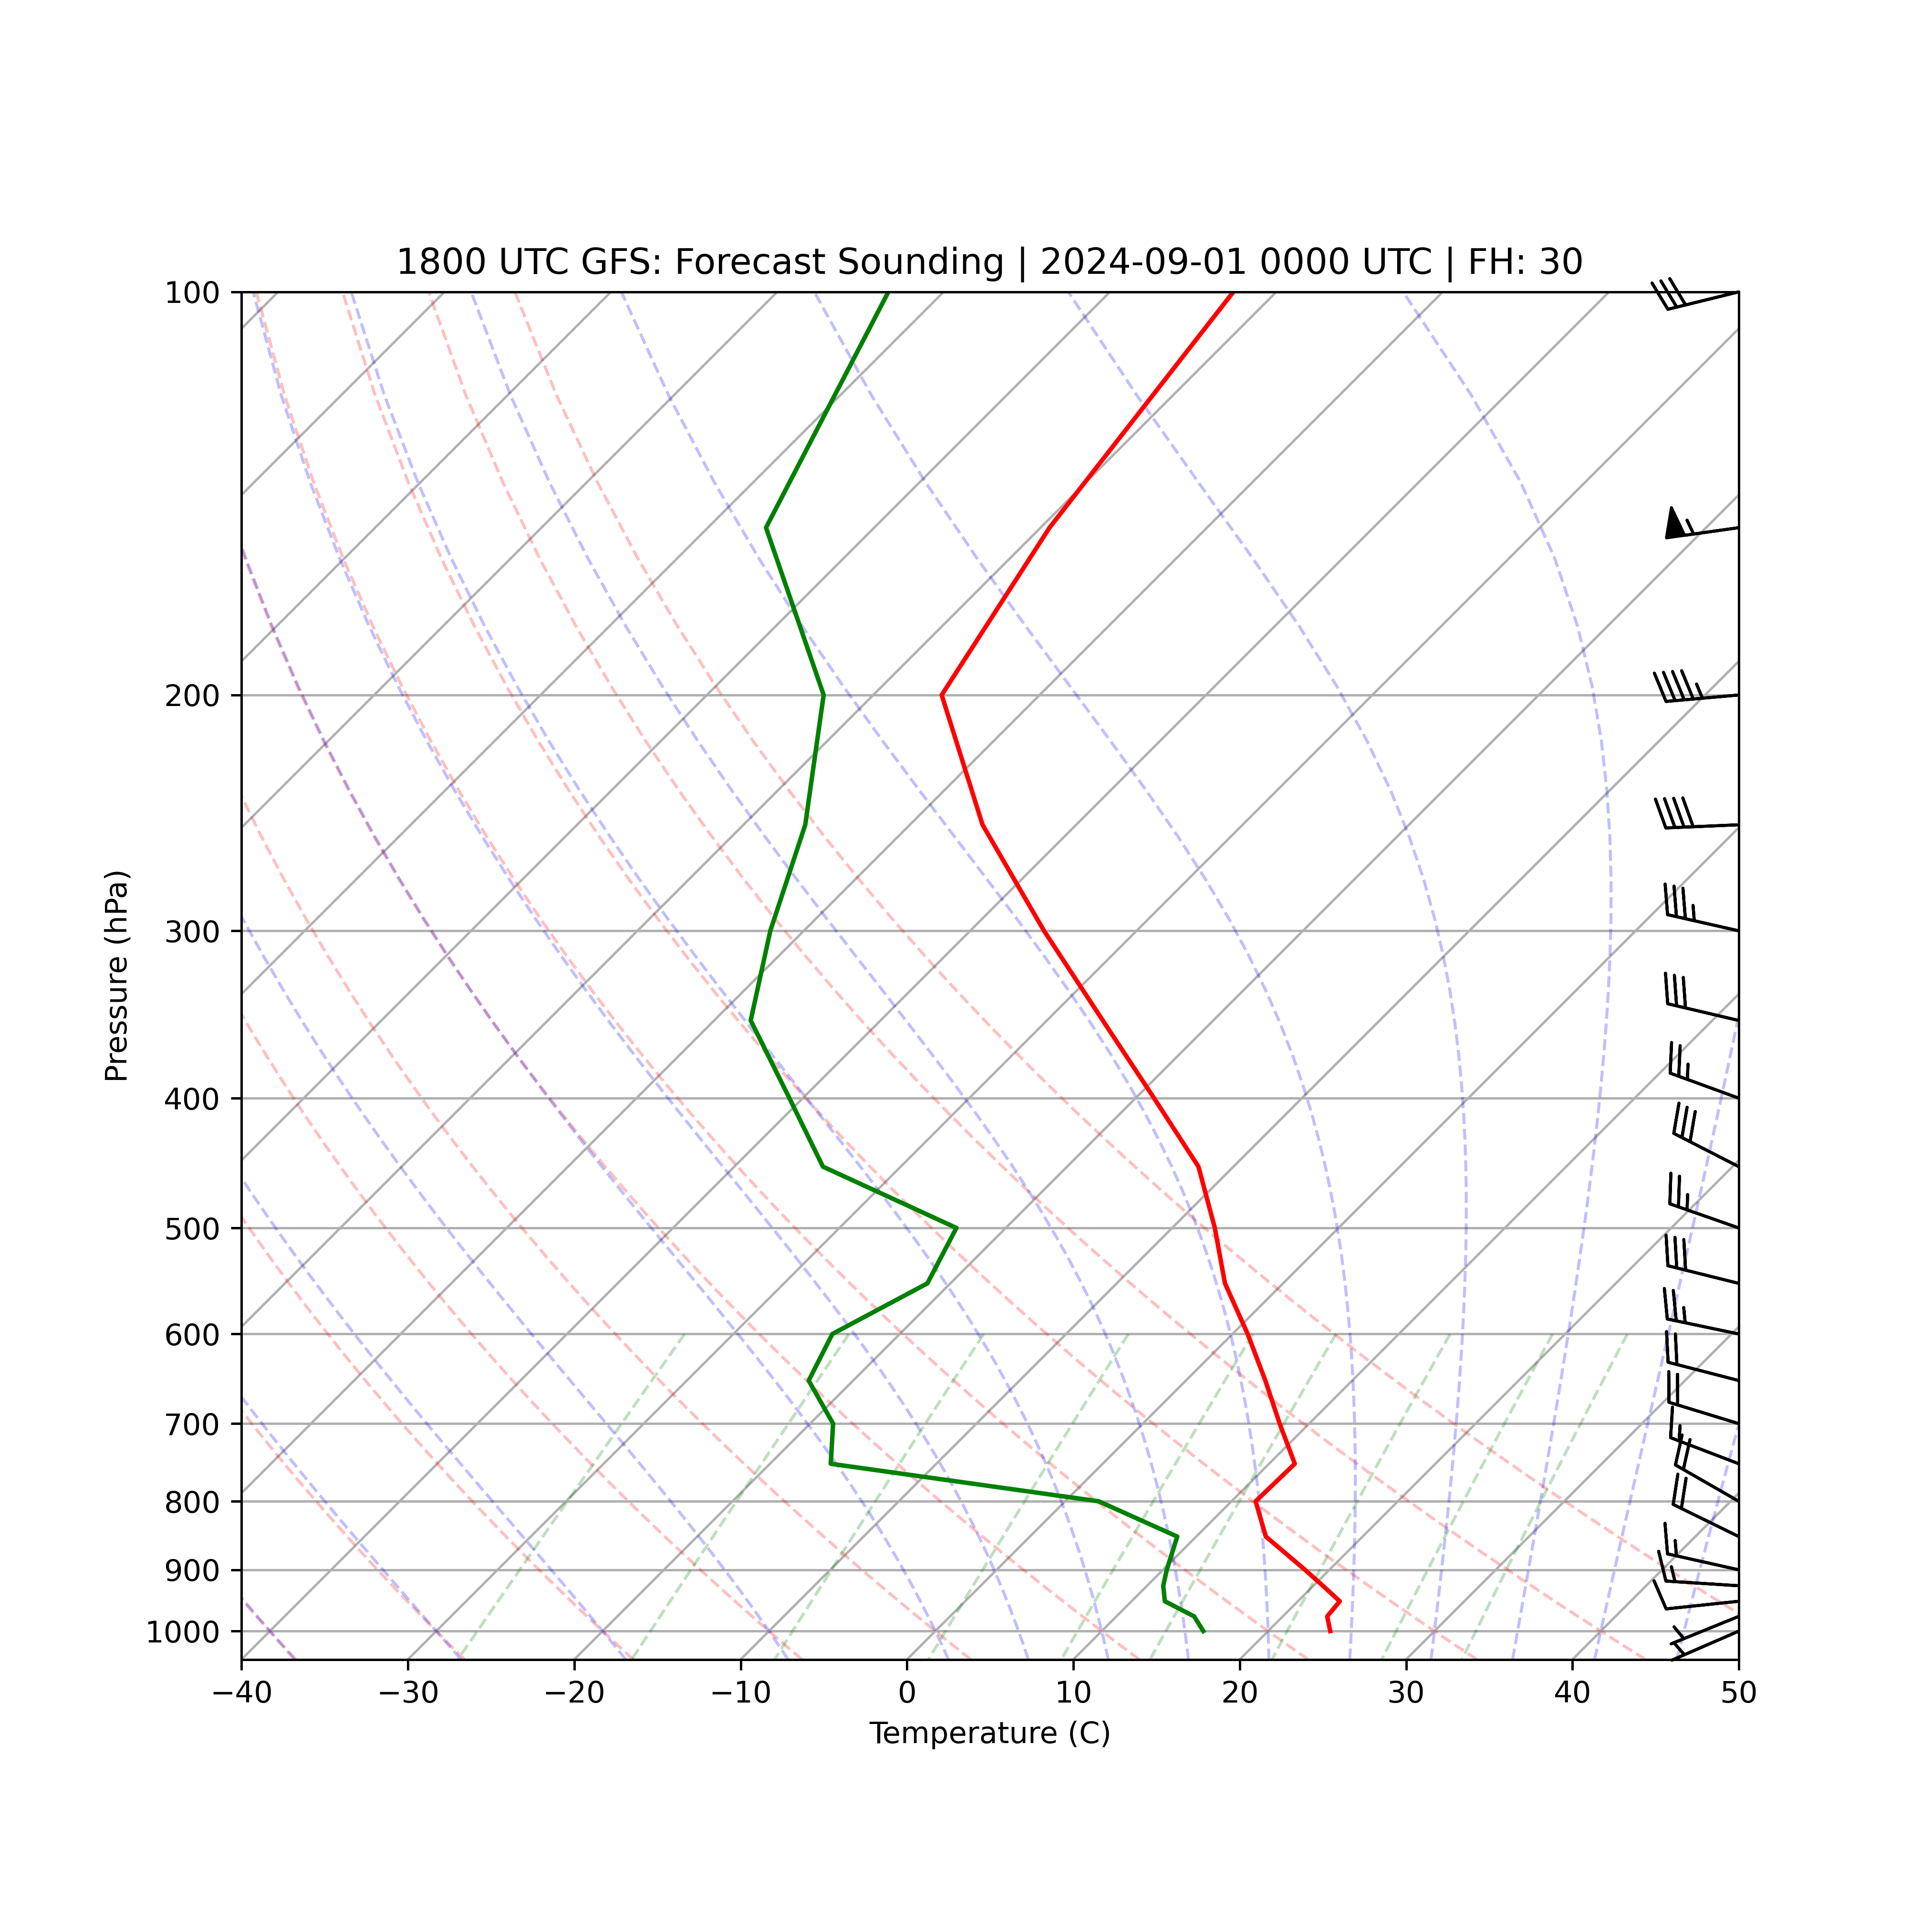 1800 UTC GFS: Forecast Sounding | 2024-09-01 0000 UTC | FH: 30
100
200
300
400
500
600
700
800
900
1000
Pressure (hPa)
−40 −30 −20 −10 0 10 20 30 40 50
Temperature (C)